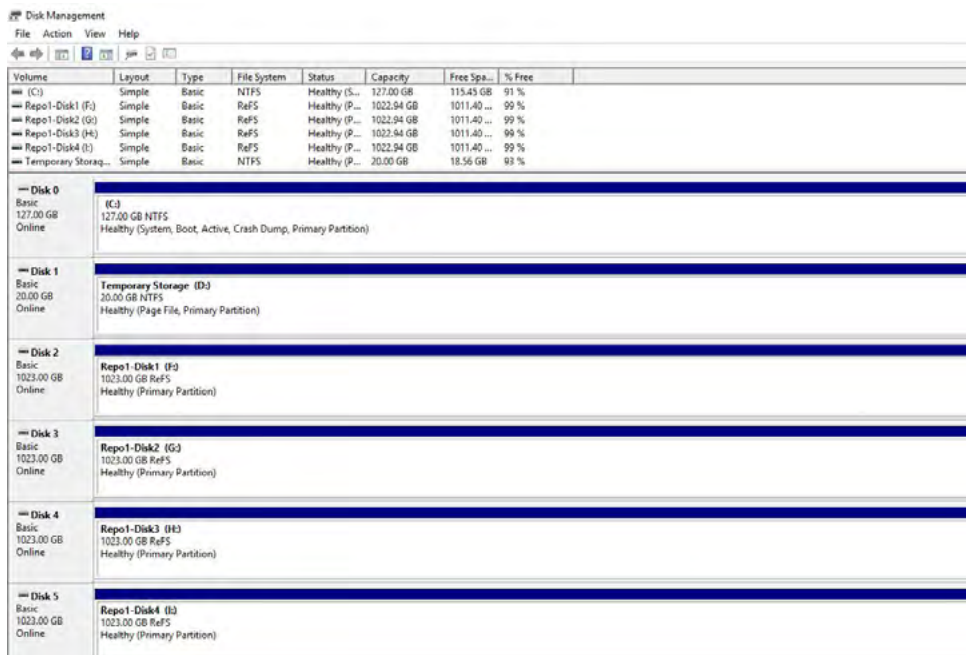 Disk Management
File Action View Help
Volume Layout Type File System Status Capacity Free Spa... % Free
(C:) Simple Basic NTFS Healthy (S... 127.00 GB 115.45 GB 91 %
Repo1-Disk1 (F:) Simple Basic ReFS Healthy (P... 1022.94 GB 1011.40 ... 99 %
Repo1-Disk2 (G:) Simple Basic ReFS Healthy (P... 1022.94 GB 1011.40 ... 99 %
Repo1-Disk3 (H:) Simple Basic ReFS Healthy (P... 1022.94 GB 1011.40 ... 99 %
Repo1-Disk4 (I:) Simple Basic ReFS Healthy (P... 1022.94 GB 1011.40 ... 99 %
Temporary Storag... Simple Basic NTFS Healthy (P... 20.00 GB 18.56 GB 93 %
Disk 0
Basic
127.00 GB
Online
(C:)
127.00 GB NTFS
Healthy (System, Boot, Active, Crash Dump, Primary Partition)
Disk 1
Basic
20.00 GB
Online
Temporary Storage (D:)
20.00 GB NTFS
Healthy (Page File, Primary Partition)
Disk 2
Basic
1023.00 GB
Online
Repo1-Disk1 (F:)
1023.00 GB ReFS
Healthy (Primary Partition)
Disk 3
Basic
1023.00 GB
Online
Repo1-Disk2 (G:)
1023.00 GB ReFS
Healthy (Primary Partition)
Disk 4
Basic
1023.00 GB
Online
Repo1-Disk3 (H:)
1023.00 GB ReFS
Healthy (Primary Partition)
Disk 5
Basic
1023.00 GB
Online
Repo1-Disk4 (I:)
1023.00 GB ReFS
Healthy (Primary Partition)